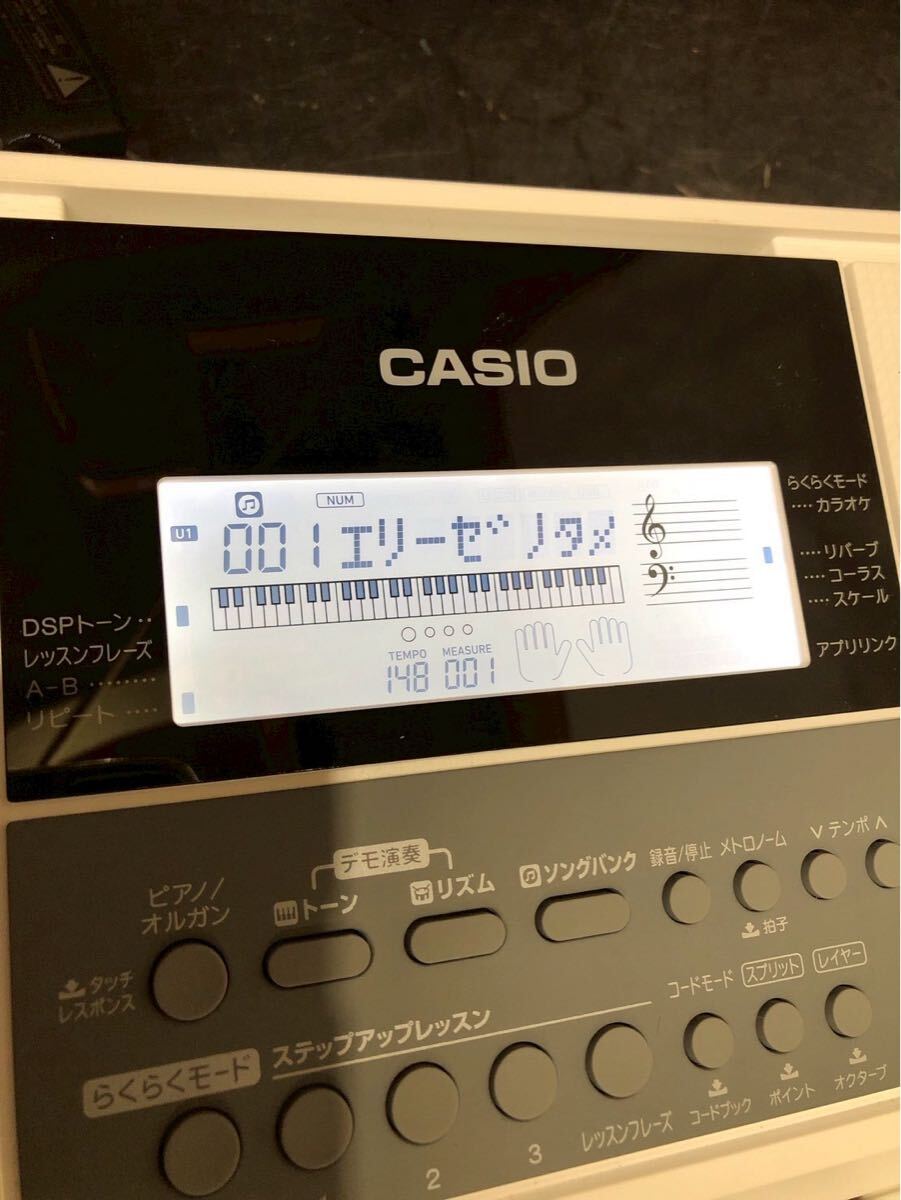 CASIO
らくらくモード
カラオケ
リバーブ
コーラス
スケール
アプリリンク
NUM
U1
001エリーゼノタメ
TEMPO
MEASURE
148
001
DSPトーン
レッスンフレーズ
A-B
リピート
デモ演奏
ピアノ/
オルガン
トーン
リズム
ソングバンク
録音/停止
メトロノーム
∨ テンポ ∧
拍子
タッチ
レスポンス
らくらくモード
ステップアップレッスン
コードモード
スプリット
レイヤー
2
3
レッスンフレーズ
コードブック
ポイント
オクターブ